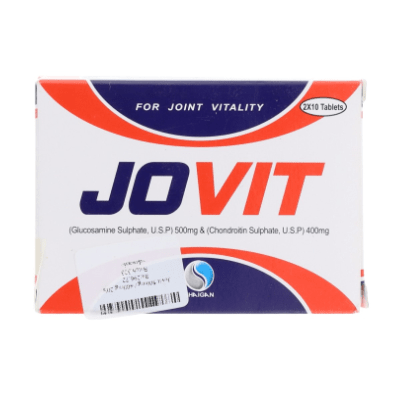 FOR JOINT VITALITY
2X10 Tablets
JOVIT
(Glucosamine Sulphate, U.S.P) 500mg & (Chondroitin Sulphate, U.S.P) 400mg